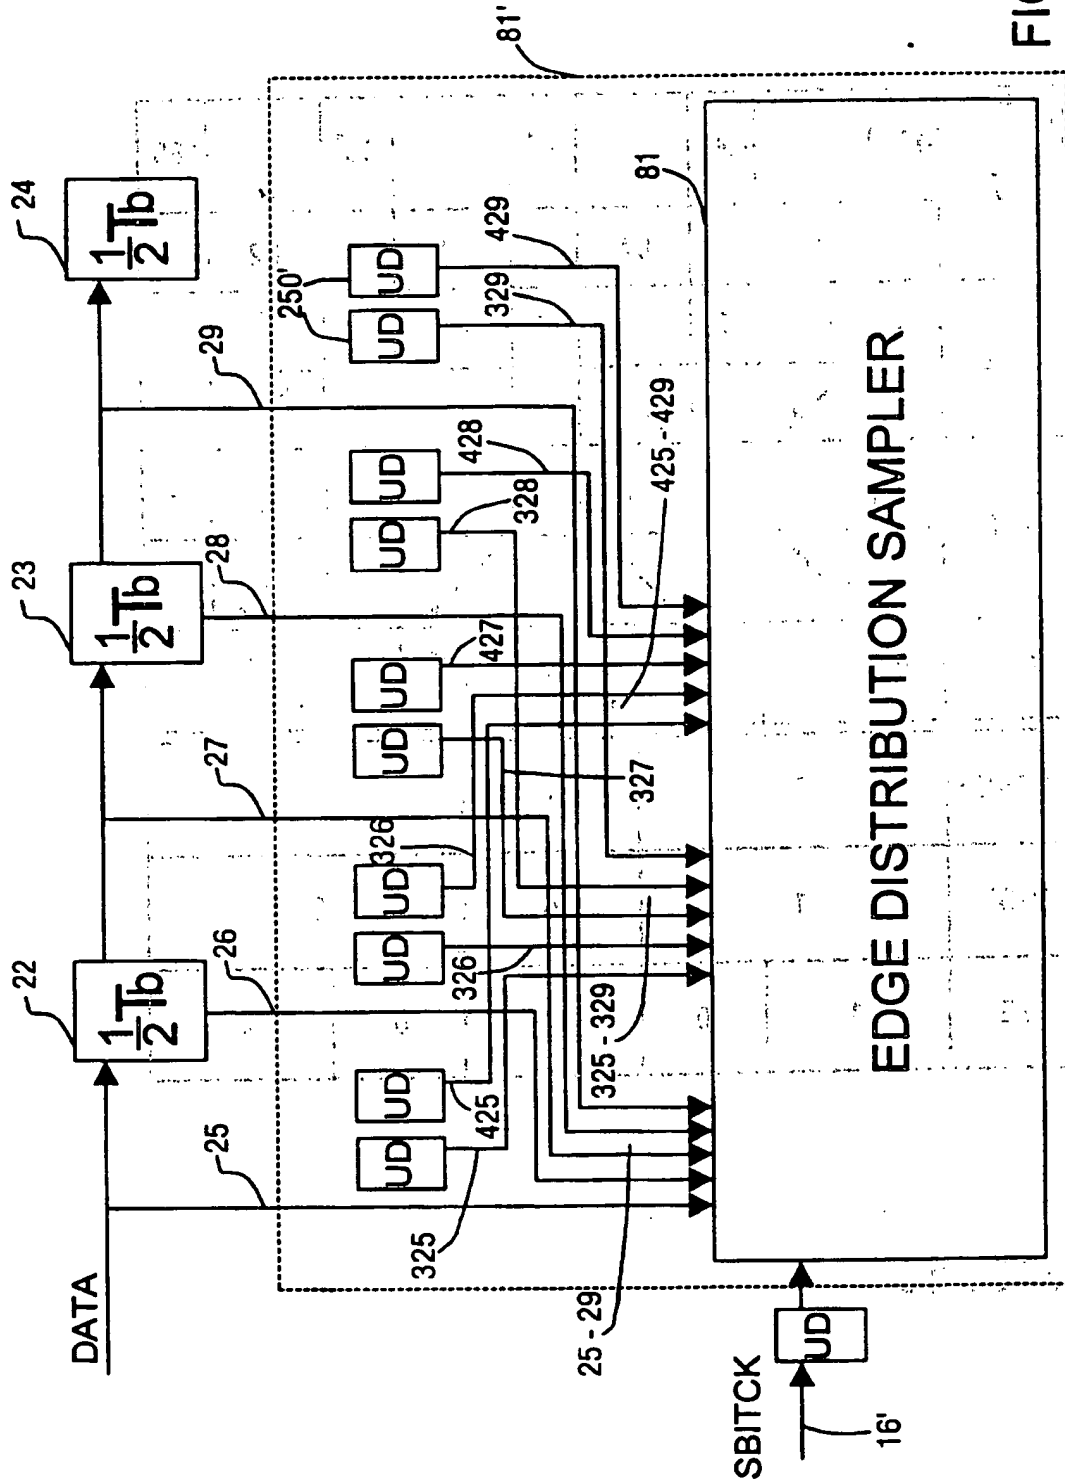 DATA
25
22
1/2 Tb
26
27
23
1/2 Tb
28
29
24
1/2 Tb
81'
UD
UD
UD
UD
UD
UD
UD
UD
UD
UD
250'
325
425
326
326
327
427
328
428
329
429
25 - 29
325 - 329
425 - 429
81
EDGE DISTRIBUTION SAMPLER
SBITCK
16'
UD